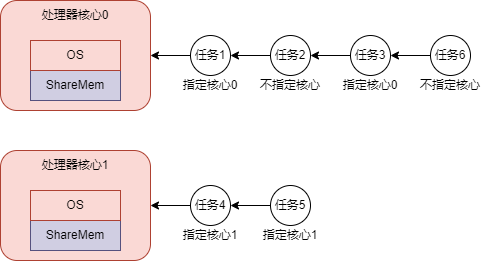 处理器核心0
OS
ShareMem
任务1
任务2
任务3
任务6
指定核心0
不指定核心
指定核心0
不指定核心
处理器核心1
OS
ShareMem
任务4
任务5
指定核心1
指定核心1